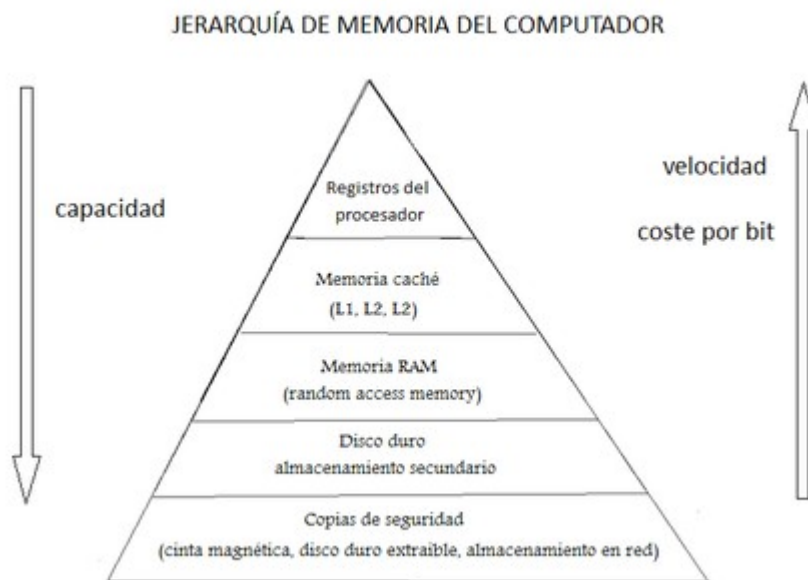 JERARQUÍA DE MEMORIA DEL COMPUTADOR
capacidad
velocidad
coste por bit
Registros del
procesador
Memoria caché
(L1, L2, L2)
Memoria RAM
(random access memory)
Disco duro
almacenamiento secundario
Copias de seguridad
(cinta magnética, disco duro extraible, almacenamiento en red)